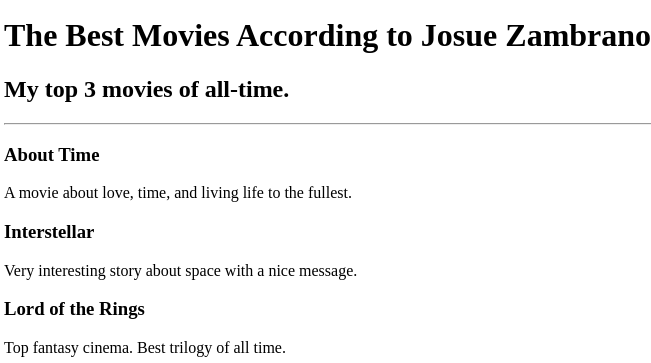 The Best Movies According to Josue Zambrano
My top 3 movies of all-time.
About Time
A movie about love, time, and living life to the fullest.
Interstellar
Very interesting story about space with a nice message.
Lord of the Rings
Top fantasy cinema. Best trilogy of all time.